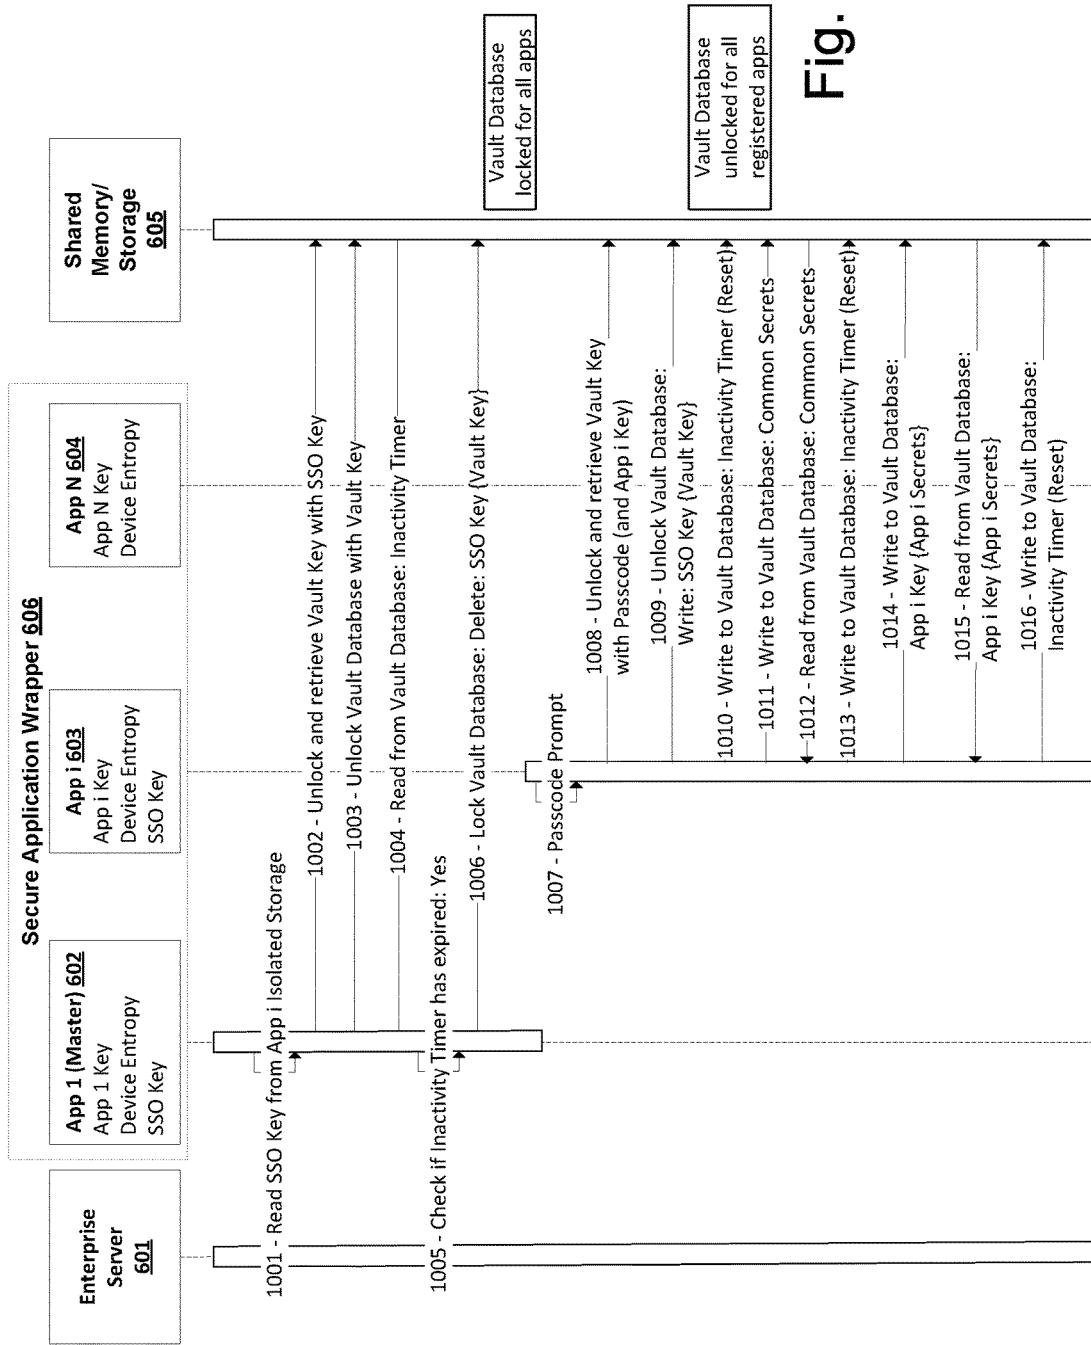 Secure Application Wrapper 606
Enterprise
Server
601
App 1 (Master) 602
App 1 Key
Device Entropy
SSO Key
App i 603
App i Key
Device Entropy
SSO Key
App N 604
App N Key
Device Entropy
Shared
Memory/
Storage
605
1001 - Read SSO Key from App i Isolated Storage
1002 - Unlock and retrieve Vault Key with SSO Key
1003 - Unlock Vault Database with Vault Key
1004 - Read from Vault Database: Inactivity Timer
1005 - Check if Inactivity Timer has expired: Yes
1006 - Lock Vault Database: Delete: SSO Key {Vault Key}
Vault Database
locked for all apps
1007 - Passcode Prompt
1008 - Unlock and retrieve Vault Key
with Passcode (and App i Key)
1009 - Unlock Vault Database:
Write: SSO Key {Vault Key}
Vault Database
unlocked for all
registered apps
1010 - Write to Vault Database: Inactivity Timer (Reset)
1011 - Write to Vault Database: Common Secrets
1012 - Read from Vault Database: Common Secrets
1013 - Write to Vault Database: Inactivity Timer (Reset)
1014 - Write to Vault Database:
App i Key {App i Secrets}
1015 - Read from Vault Database:
App i Key {App i Secrets}
1016 - Write to Vault Database:
Inactivity Timer (Reset)
Fig.